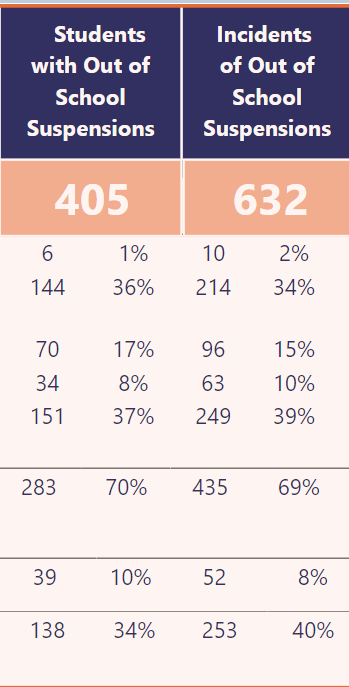 Students with Out of School Suspensions
Incidents of Out of School Suspensions
405 632
6 1% 10 2%
144 36% 214 34%
70 17% 96 15%
34 8% 63 10%
151 37% 249 39%
283 70% 435 69%
39 10% 52 8%
138 34% 253 40%